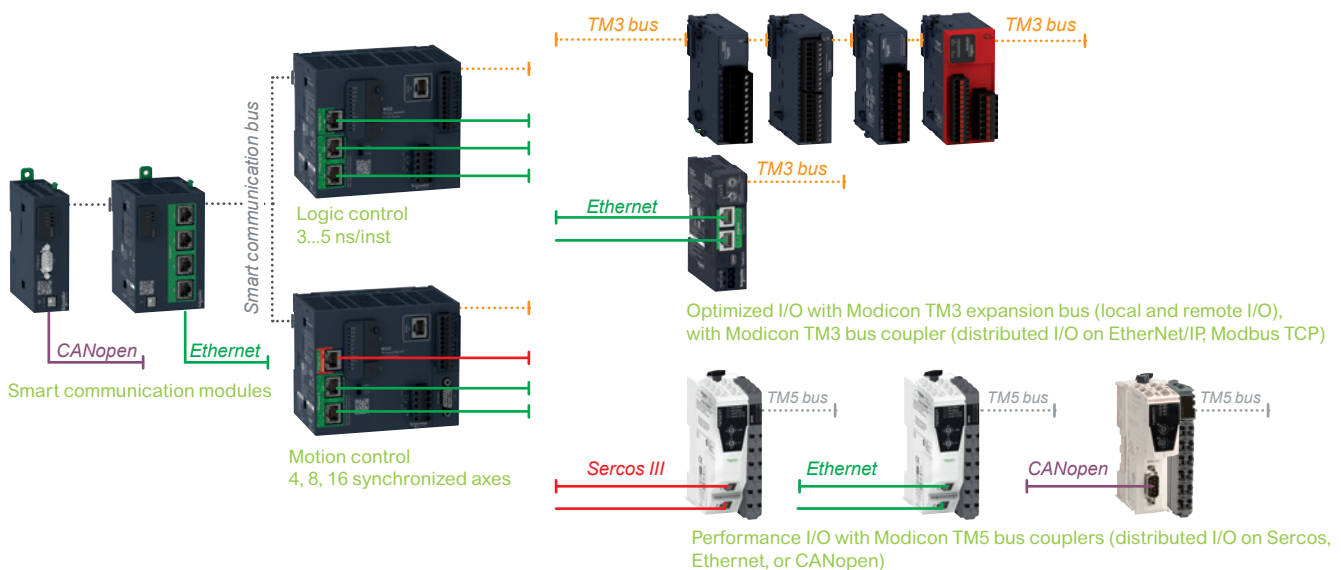 TM3 bus
TM3 bus
Smart communication bus
TM3 bus
Logic control
3...5 ns/inst
Ethernet
CANopen
Ethernet
Smart communication modules
Optimized I/O with Modicon TM3 expansion bus (local and remote I/O),
with Modicon TM3 bus coupler (distributed I/O on EtherNet/IP, Modbus TCP)
Motion control
4, 8, 16 synchronized axes
TM5 bus
TM5 bus
TM5 bus
Sercos III
Ethernet
CANopen
Performance I/O with Modicon TM5 bus couplers (distributed I/O on Sercos,
Ethernet, or CANopen)